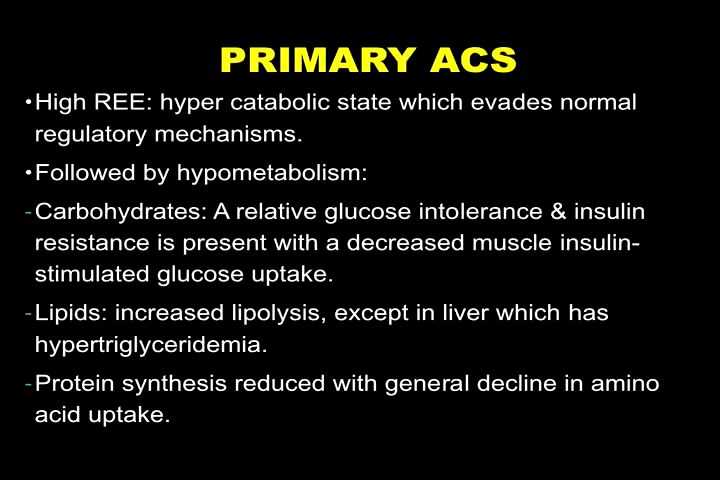 PRIMARY ACS
•High REE: hyper catabolic state which evades normal
regulatory mechanisms.
•Followed by hypometabolism:
-Carbohydrates: A relative glucose intolerance & insulin
resistance is present with a decreased muscle insulin-
stimulated glucose uptake.
-Lipids: increased lipolysis, except in liver which has
hypertriglyceridemia.
-Protein synthesis reduced with general decline in amino
acid uptake.